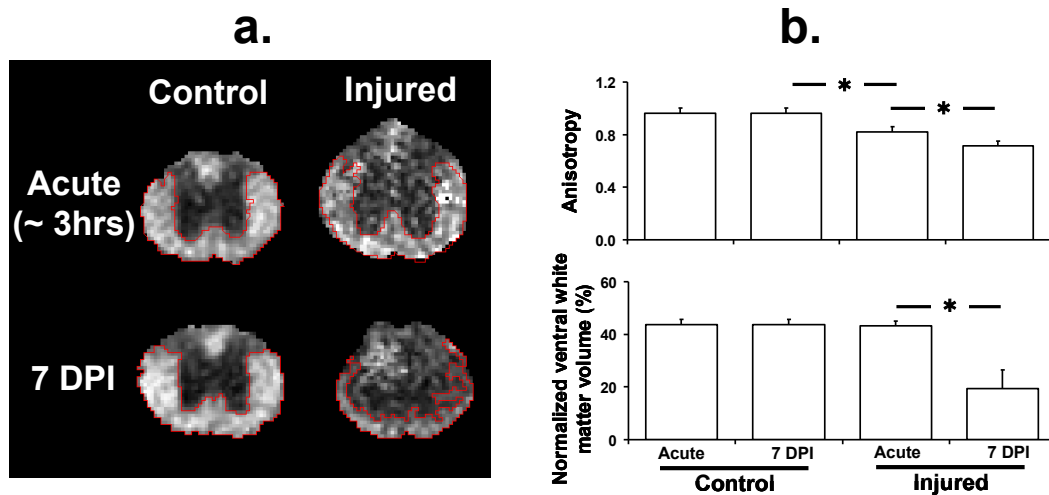 a.
Control Injured
Acute
(~ 3hrs)
7 DPI
b.
Anisotropy
1.2
0.8
0.4
0.0
* *
Normalized ventral white
matter volume (%)
60
40
20
0
*
Acute 7 DPI Acute 7 DPI
Control Injured